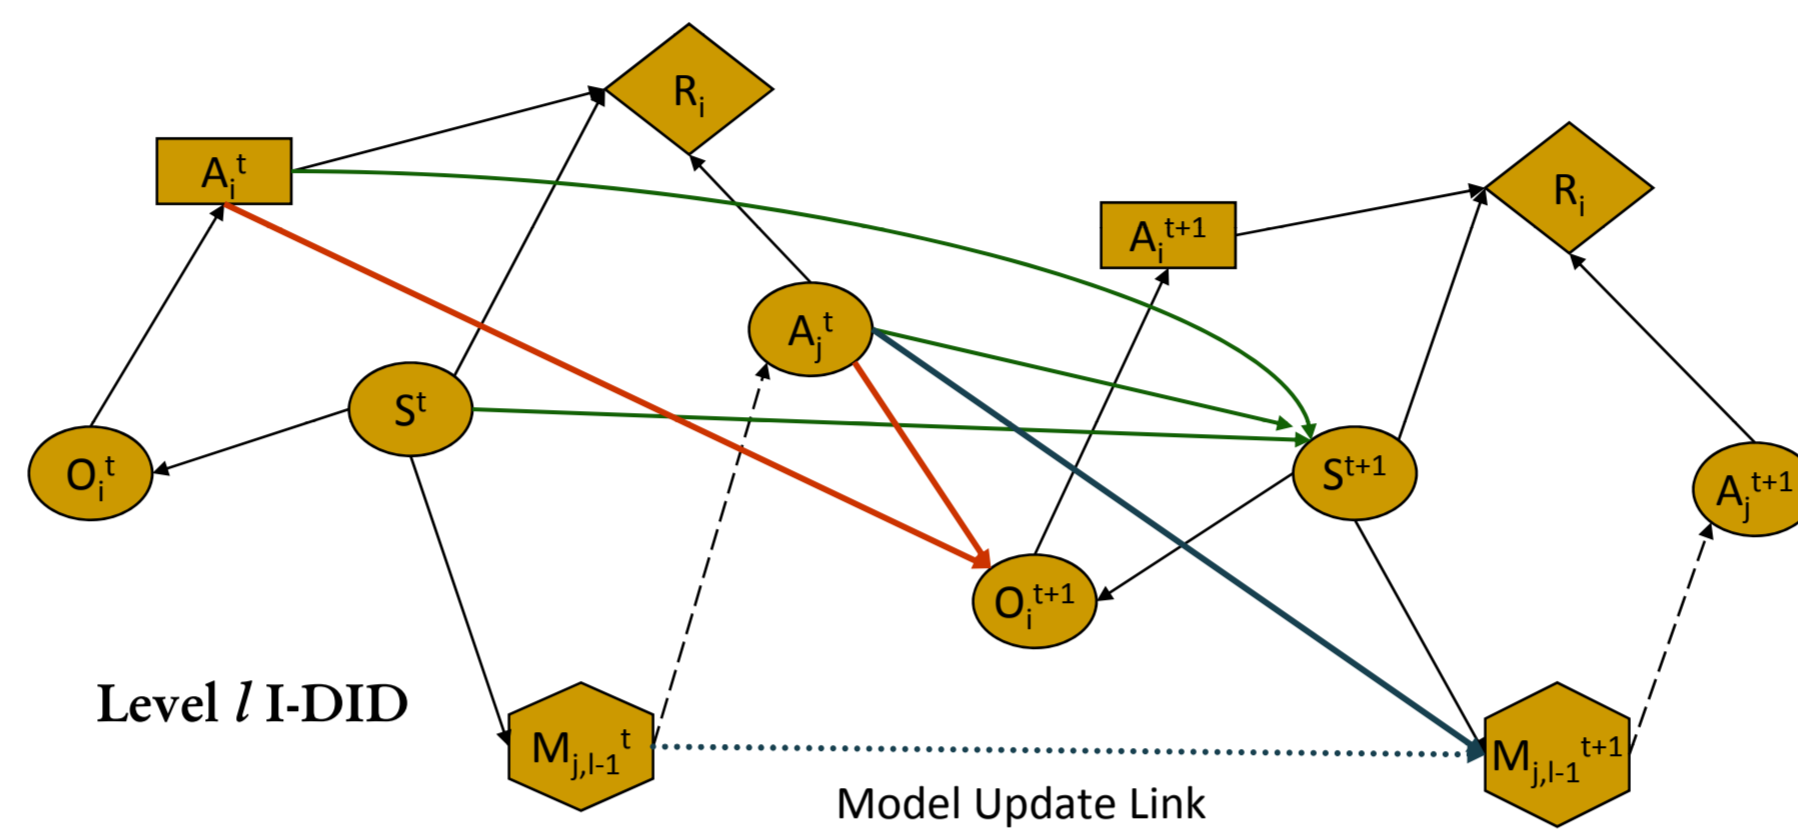 R_i
A_i^t
R_i
A_i^{t+1}
A_j^t
S^t
O_i^t
S^{t+1}
A_j^{t+1}
O_i^{t+1}
Level l I-DID
M_{j,l-1}^t
M_{j,l-1}^{t+1}
Model Update Link